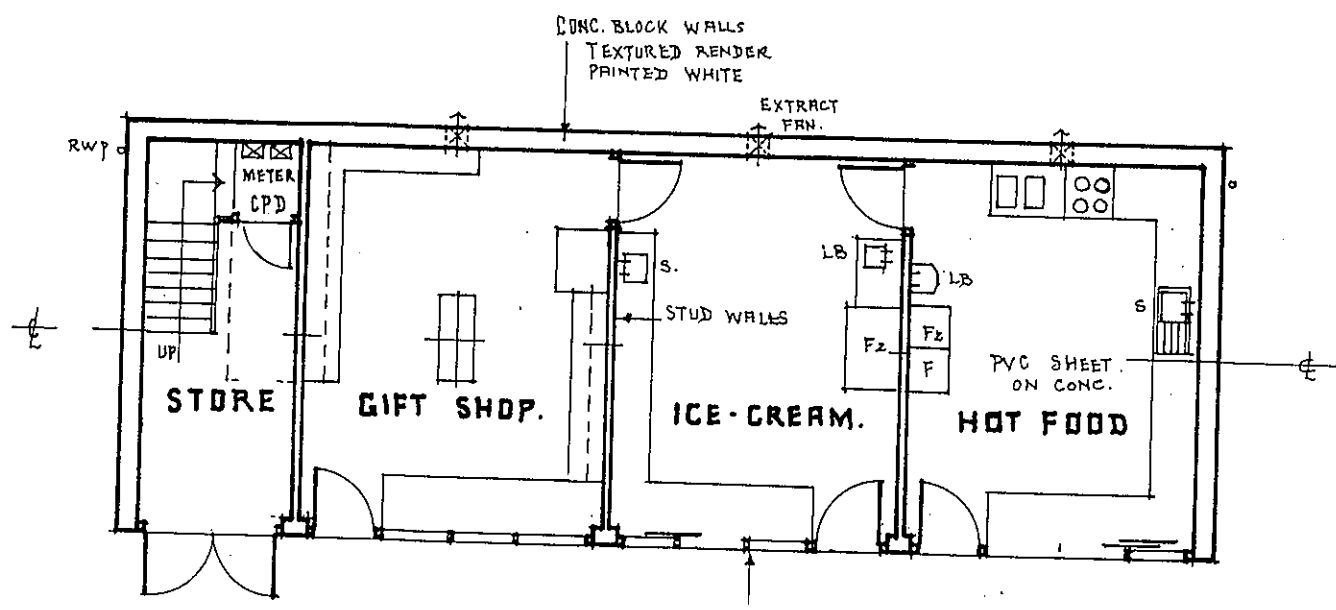 CONC. BLOCK WALLS
TEXTURED RENDER
PAINTED WHITE
EXTRACT
FAN.
RWP
METER
CPD
S.
LB
LB
STUD WALLS
S
UP
Fz
Fz
F
PVC SHEET.
ON CONC.
STORE
GIFT SHOP.
ICE-CREAM.
HOT FOOD